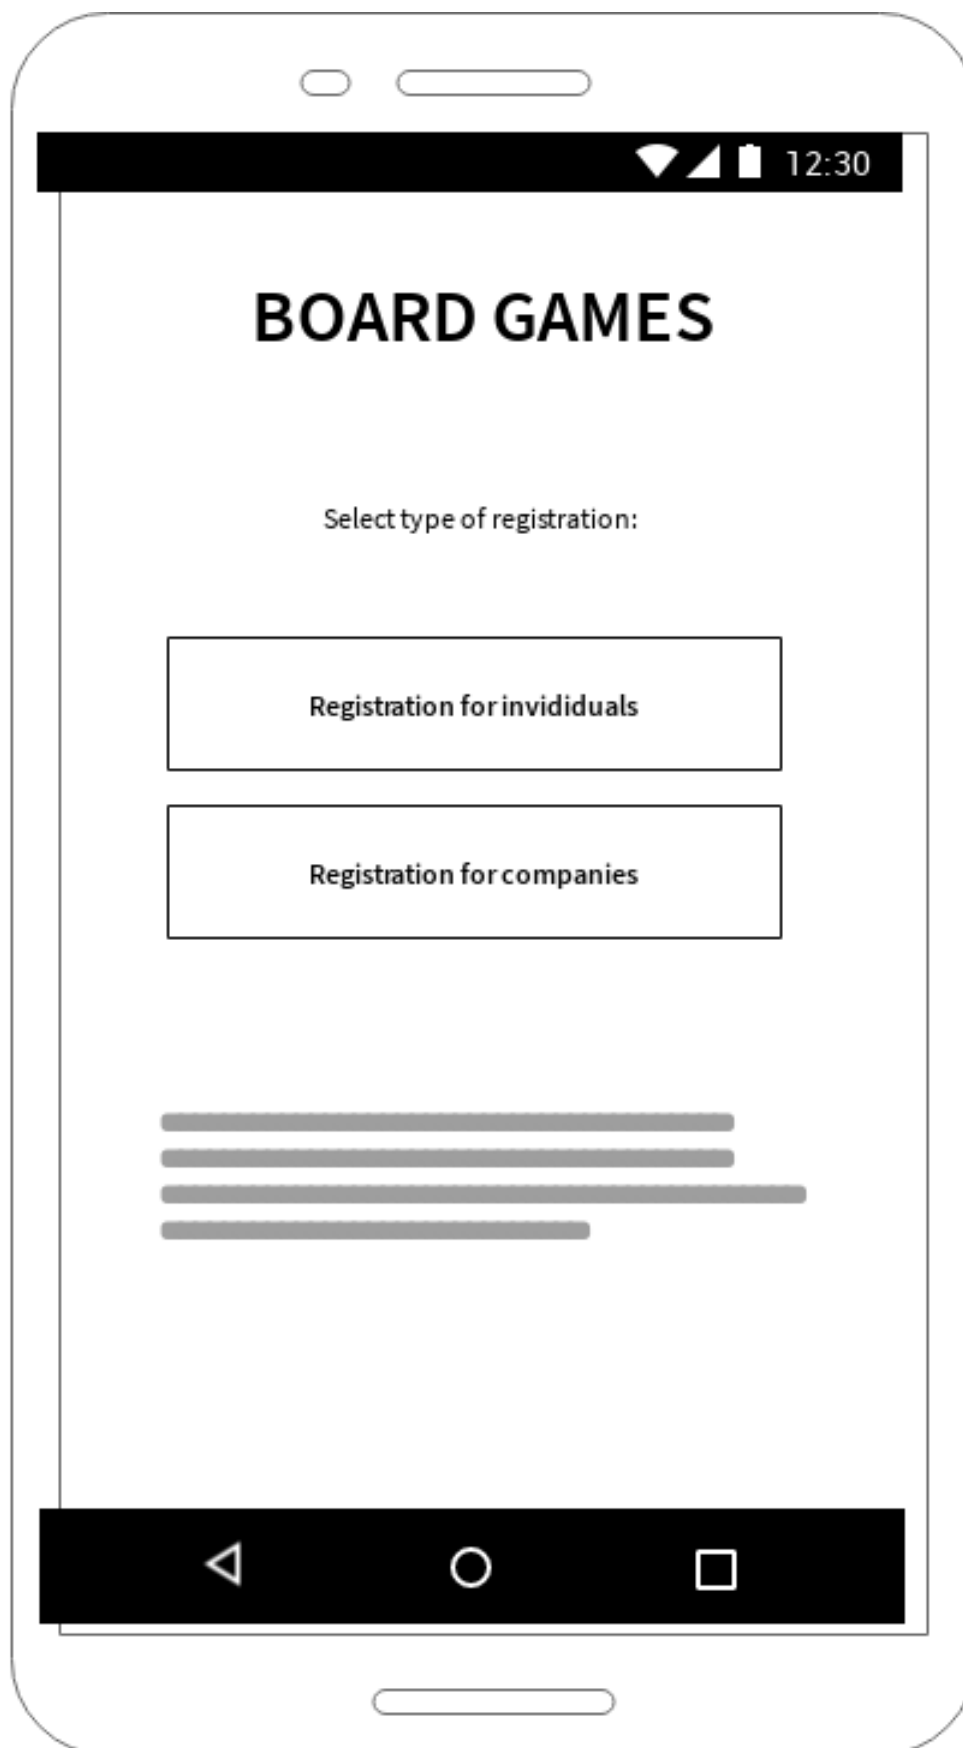 12:30
BOARD GAMES
Select type of registration:
Registration for invididuals
Registration for companies